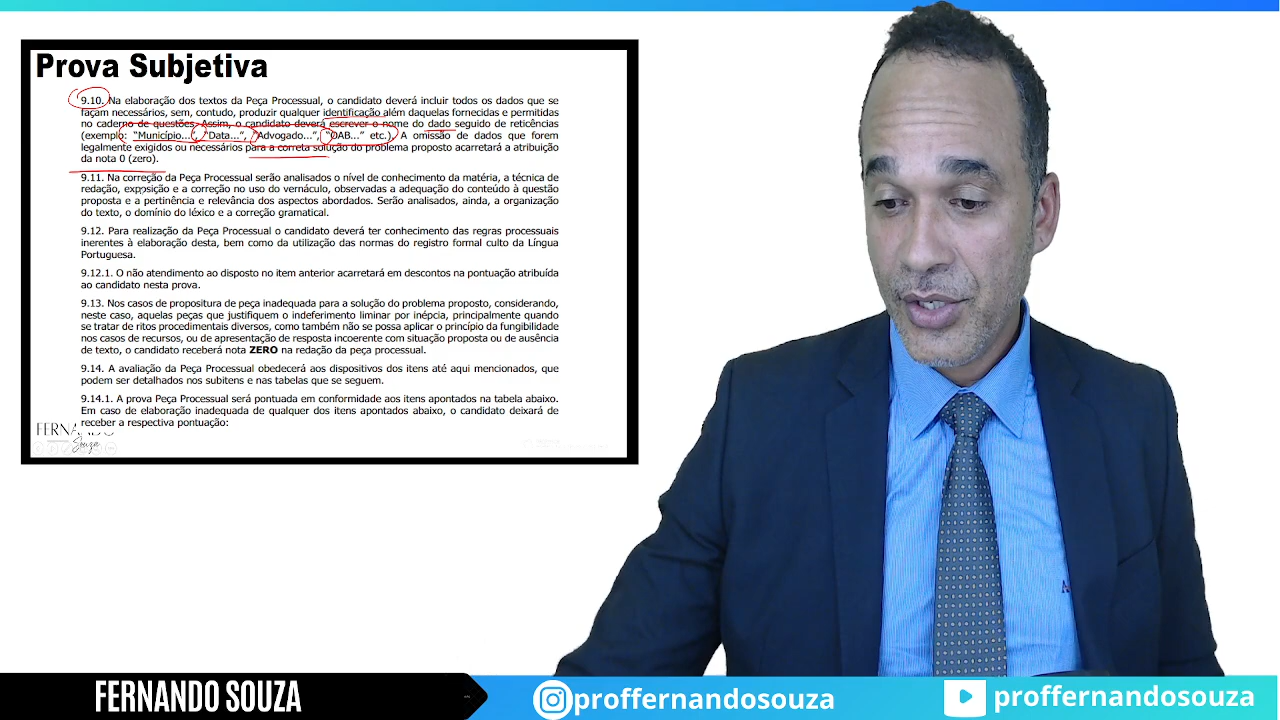 Prova Subjetiva
9.10. Na elaboração dos textos da Peça Processual, o candidato deverá incluir todos os dados que se
façam necessários, sem, contudo, produzir qualquer identificação além daquelas fornecidas e permitidas
no caderno de questões. Assim, o candidato deverá escrever o nome do dado seguido de reticências
(exemplo: “Município...”, “Data...”, “Advogado...”, “OAB...” etc.). A omissão de dados que forem
legalmente exigidos ou necessários para a correta solução do problema proposto acarretará a atribuição
da nota 0 (zero).
9.11. Na correção da Peça Processual serão analisados o nível de conhecimento da matéria, a técnica de
redação, exposição e a correção no uso do vernáculo, observadas a adequação do conteúdo à questão
proposta e a pertinência e relevância dos aspectos abordados. Serão analisados, ainda, a organização
do texto, o domínio do léxico e a correção gramatical.
9.12. Para realização da Peça Processual o candidato deverá ter conhecimento das regras processuais
inerentes à elaboração desta, bem como da utilização das normas do registro formal culto da Língua
Portuguesa.
9.12.1. O não atendimento ao disposto no item anterior acarretará em descontos na pontuação atribuída
ao candidato nesta prova.
9.13. Nos casos de propositura de peça inadequada para a solução do problema proposto, considerando,
neste caso, aquelas peças que justifiquem o indeferimento liminar por inépcia, principalmente quando
se tratar de ritos procedimentais diversos, como também não se possa aplicar o princípio da fungibilidade
nos casos de recursos, ou de apresentação de resposta incoerente com situação proposta ou de ausência
de texto, o candidato receberá nota ZERO na redação da peça processual.
9.14. A avaliação da Peça Processual obedecerá aos dispositivos dos itens até aqui mencionados, que
podem ser detalhados nos subitens e nas tabelas que se seguem.
9.14.1. A prova Peça Processual será pontuada em conformidade aos itens apontados na tabela abaixo.
Em caso de elaboração inadequada de qualquer dos itens apontados abaixo, o candidato deixará de
receber a respectiva pontuação:
Souza
FERNANDO SOUZA
proffernandosouza
proffernandosouza